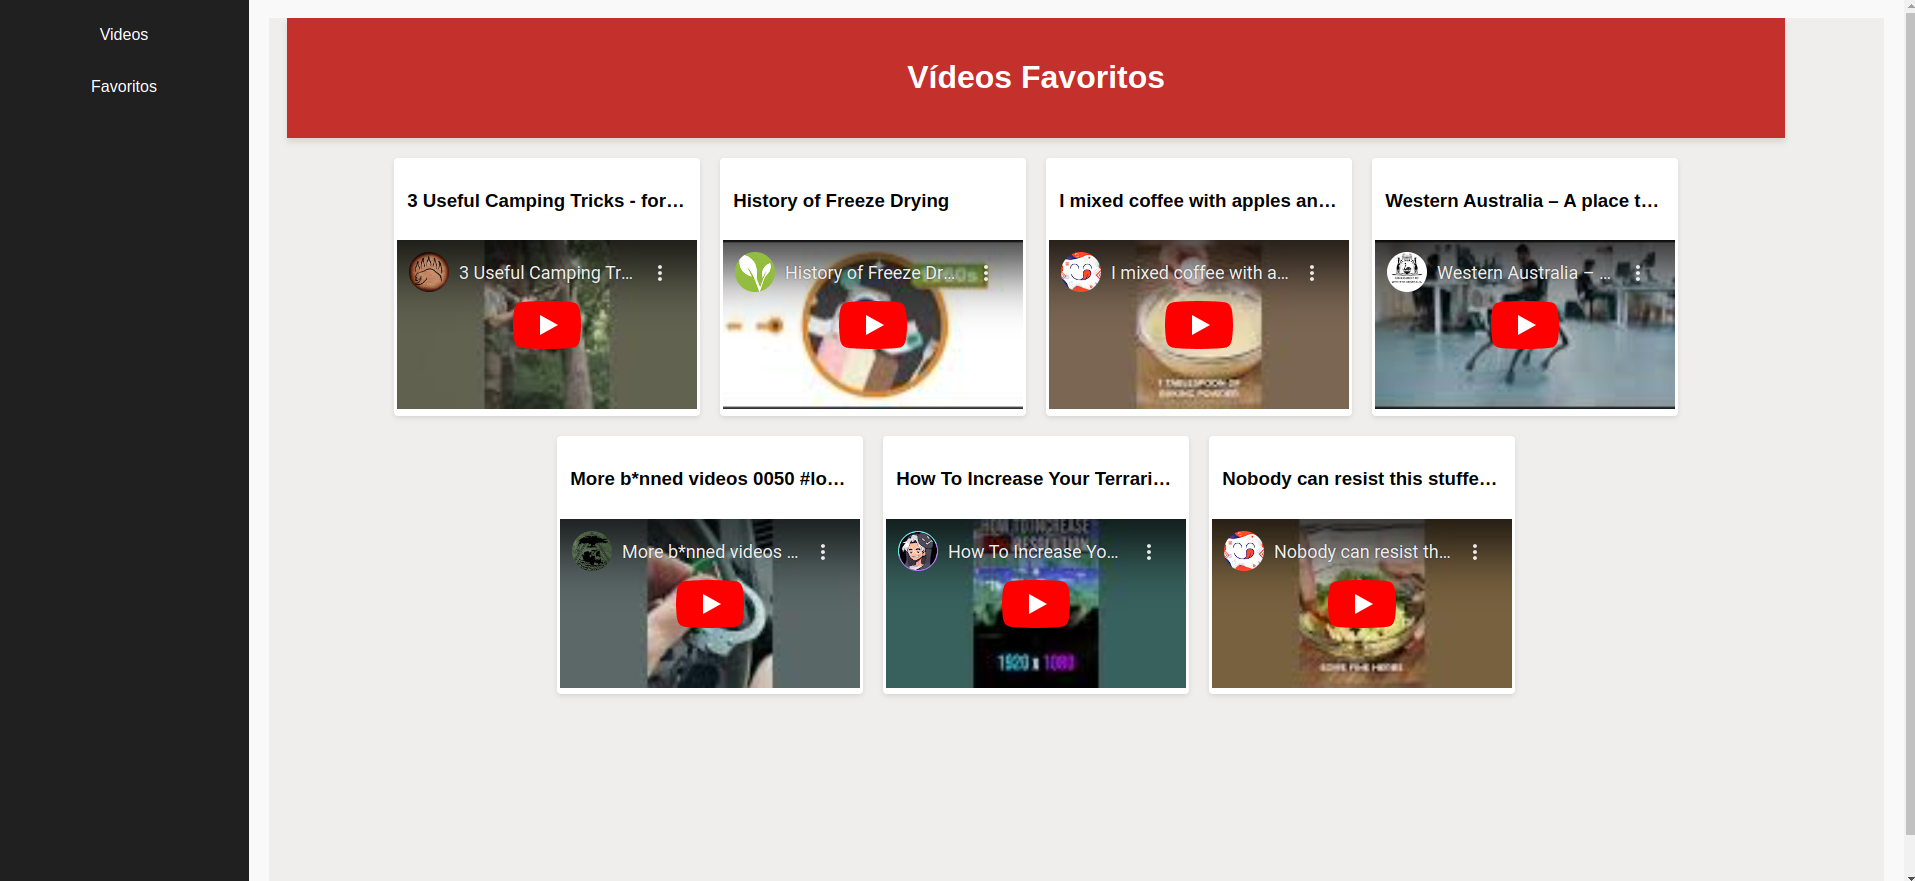 Videos
Favoritos
Vídeos Favoritos
3 Useful Camping Tricks - for...
History of Freeze Drying
I mixed coffee with apples an...
Western Australia – A place t...
3 Useful Camping Tr...
History of Freeze Dr...
I mixed coffee with a...
Western Australia – ...
1 TABLESPOON OF
BAKING POWDER
More b*nned videos 0050 #lo...
How To Increase Your Terrari...
Nobody can resist this stuffe...
More b*nned videos ...
How To Increase Yo...
Nobody can resist th...
HOW TO INCREASE
1920 x 1080
SOME FINE HERBS